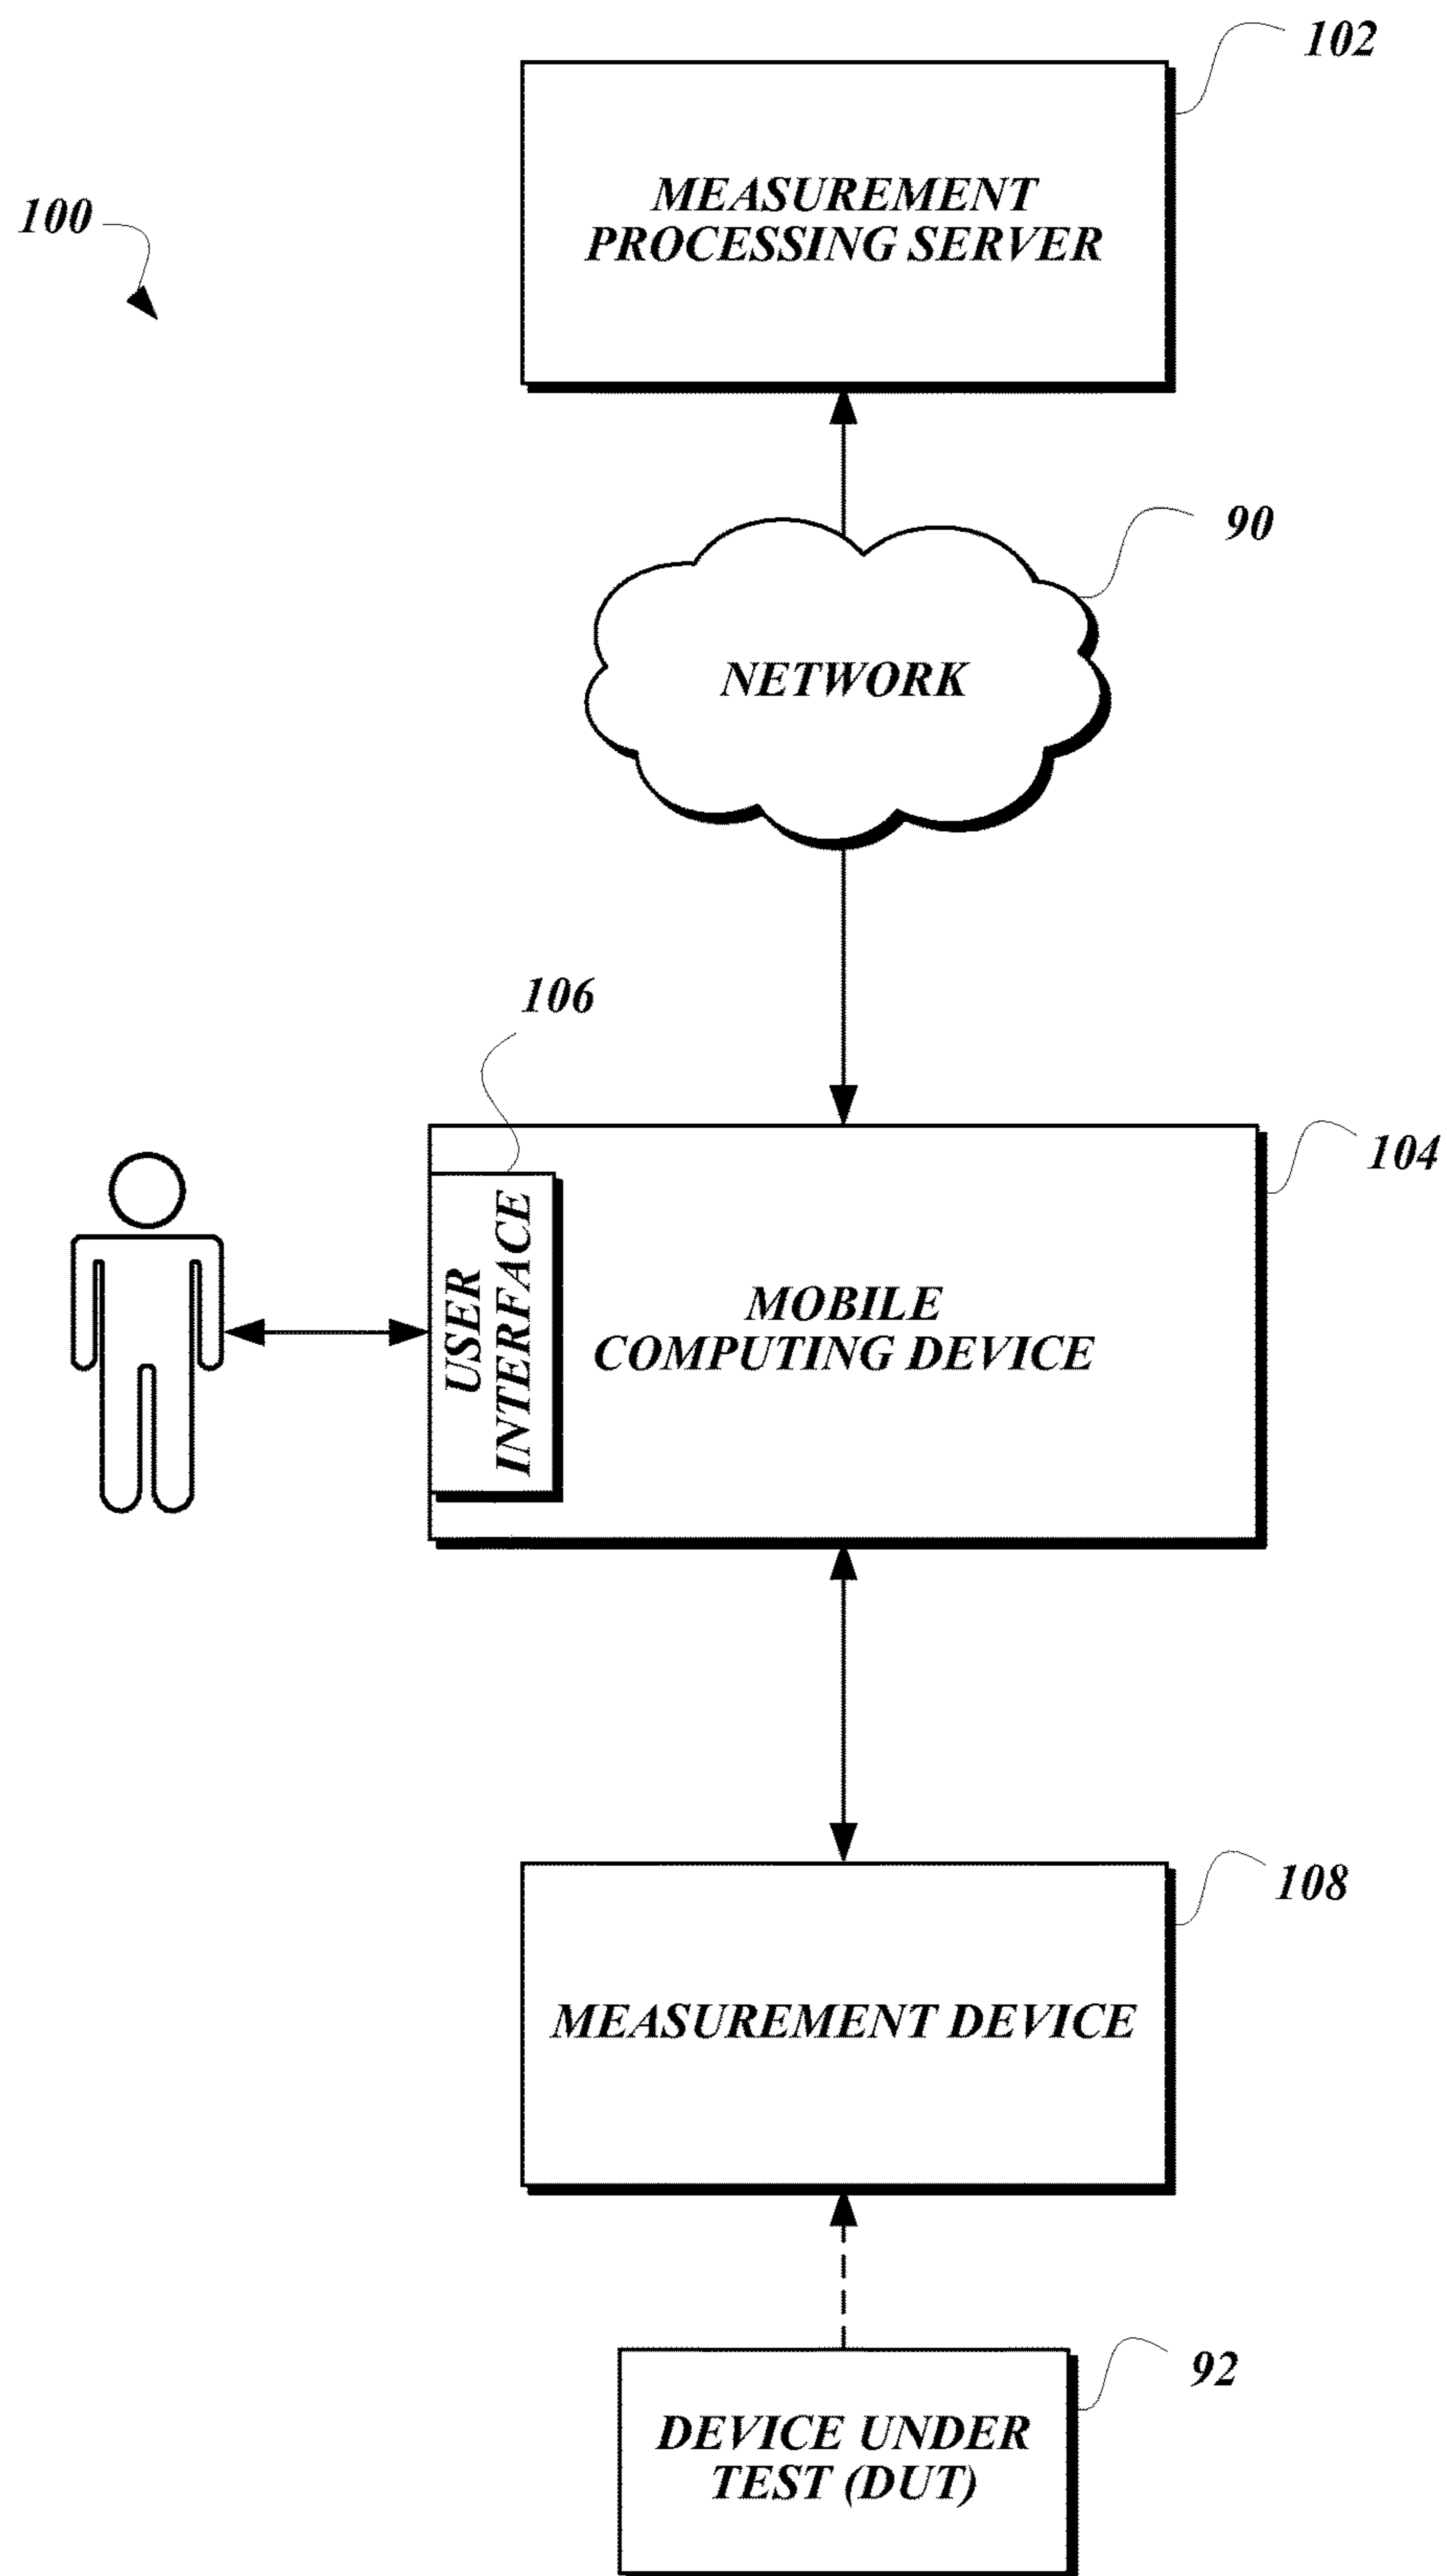 102
MEASUREMENT
PROCESSING SERVER
100
90
NETWORK
106
104
USER
INTERFACE
MOBILE
COMPUTING DEVICE
108
MEASUREMENT DEVICE
92
DEVICE UNDER
TEST (DUT)